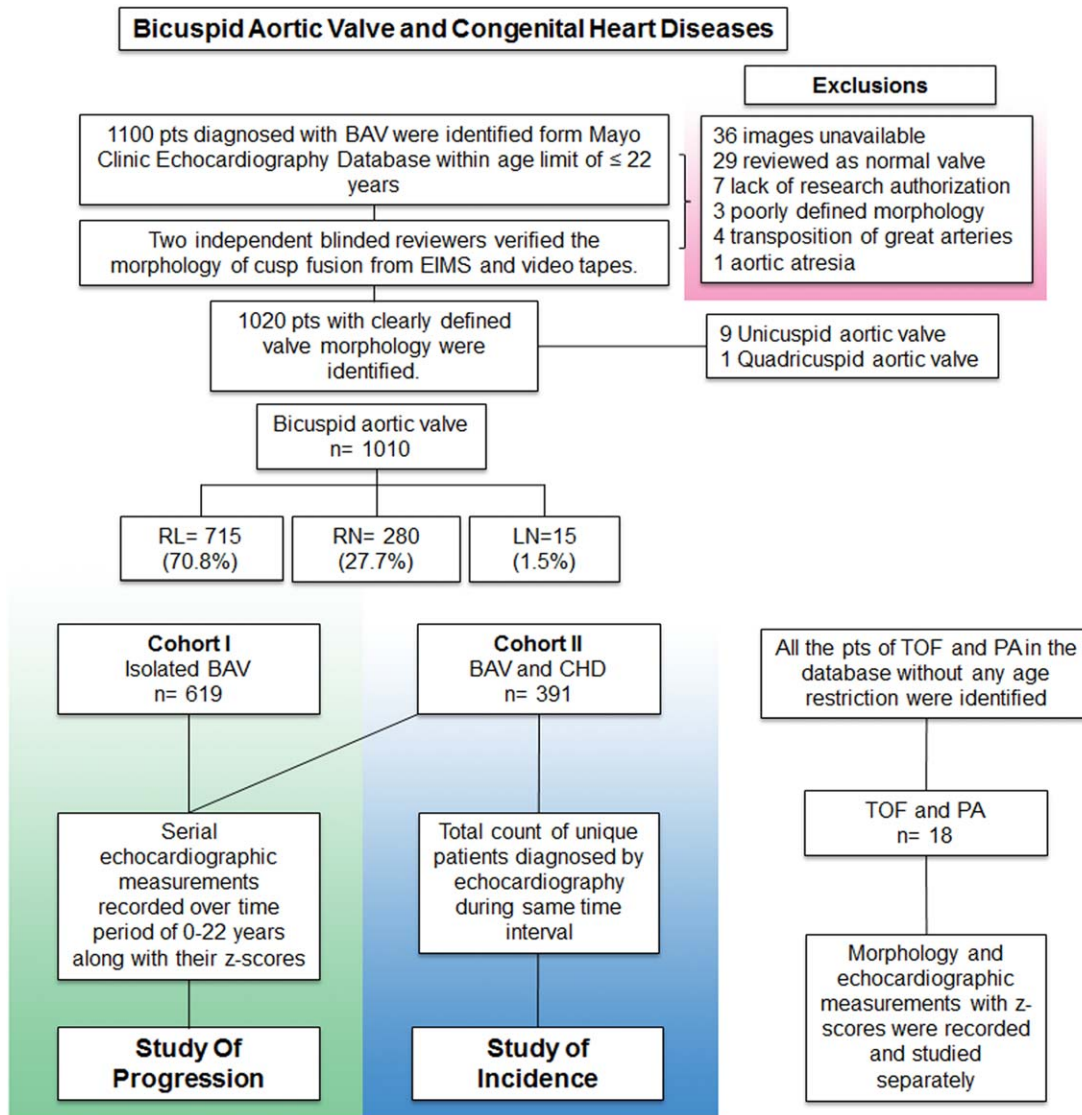 Bicuspid Aortic Valve and Congenital Heart Diseases
Exclusions
1100 pts diagnosed with BAV were identified form Mayo
Clinic Echocardiography Database within age limit of ≤ 22
years
36 images unavailable
29 reviewed as normal valve
7 lack of research authorization
3 poorly defined morphology
4 transposition of great arteries
1 aortic atresia
Two independent blinded reviewers verified the
morphology of cusp fusion from EIMS and video tapes.
1020 pts with clearly defined
valve morphology were
identified.
9 Unicuspid aortic valve
1 Quadricuspid aortic valve
Bicuspid aortic valve
n= 1010
RL= 715
(70.8%)
RN= 280
(27.7%)
LN=15
(1.5%)
Cohort I
Isolated BAV
n= 619
Cohort II
BAV and CHD
n= 391
All the pts of TOF and PA in the
database without any age
restriction were identified
Serial
echocardiographic
measurements
recorded over time
period of 0-22 years
along with their z-scores
Total count of unique
patients diagnosed by
echocardiography
during same time
interval
TOF and PA
n= 18
Morphology and
echocardiographic
measurements with z-
scores were recorded
and studied
separately
Study Of
Progression
Study of
Incidence